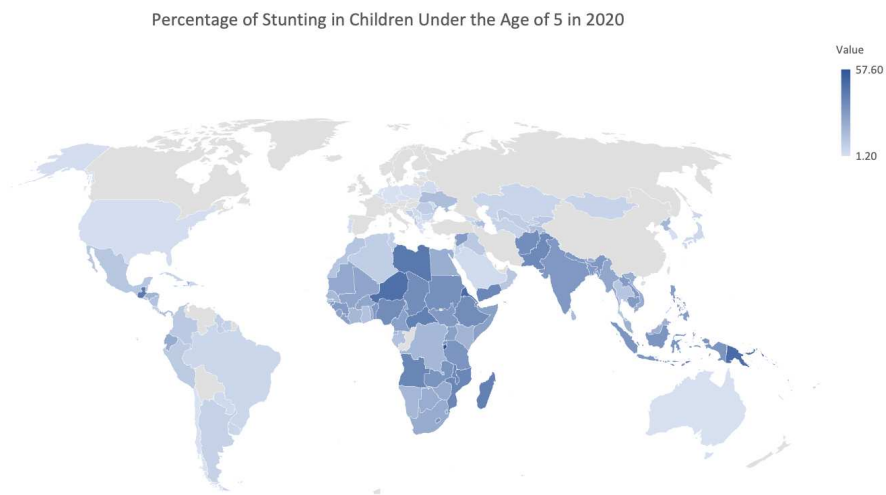 Percentage of Stunting in Children Under the Age of 5 in 2020
Value
57.60
1.20